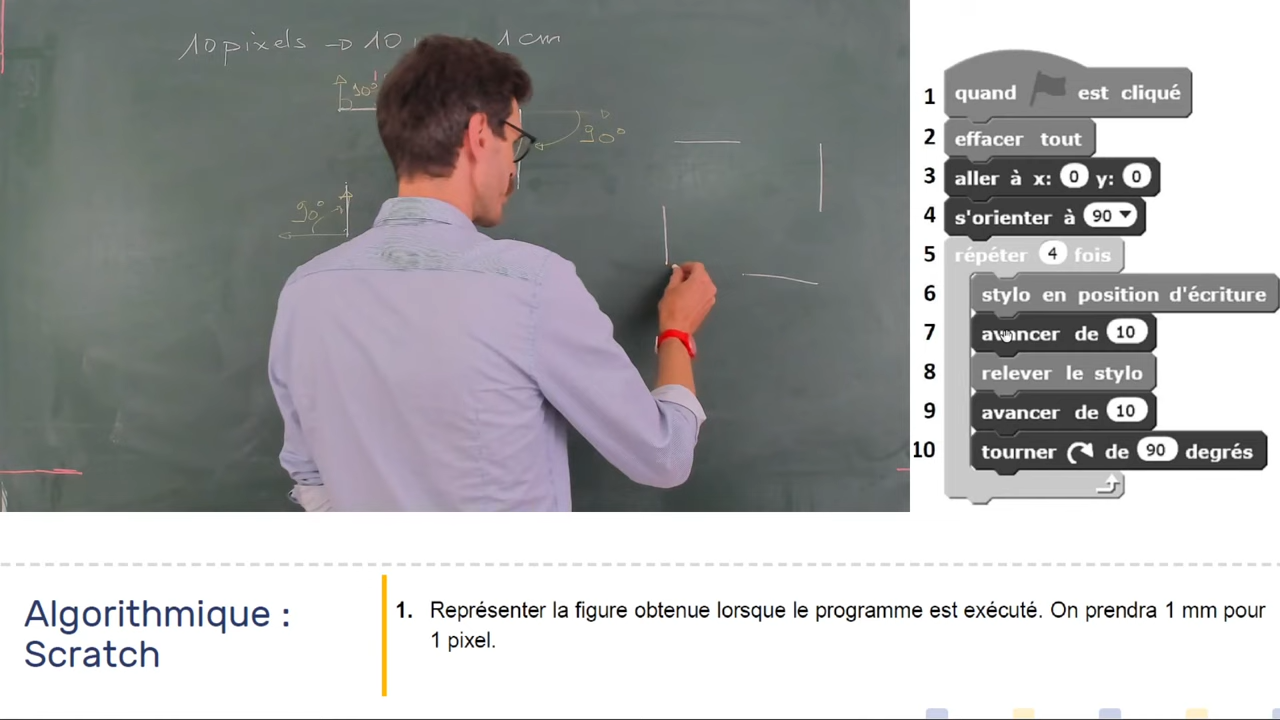 10 pixels → 10
1 cm
90°
90°
1 quand est cliqué
2 effacer tout
3 aller à x: 0 y: 0
4 s'orienter à 90
5 répéter 4 fois
6 stylo en position d'écriture
7 avancer de 10
8 relever le stylo
9 avancer de 10
10 tourner de 90 degrés
Algorithmique :
Scratch
1. Représenter la figure obtenue lorsque le programme est exécuté. On prendra 1 mm pour
1 pixel.